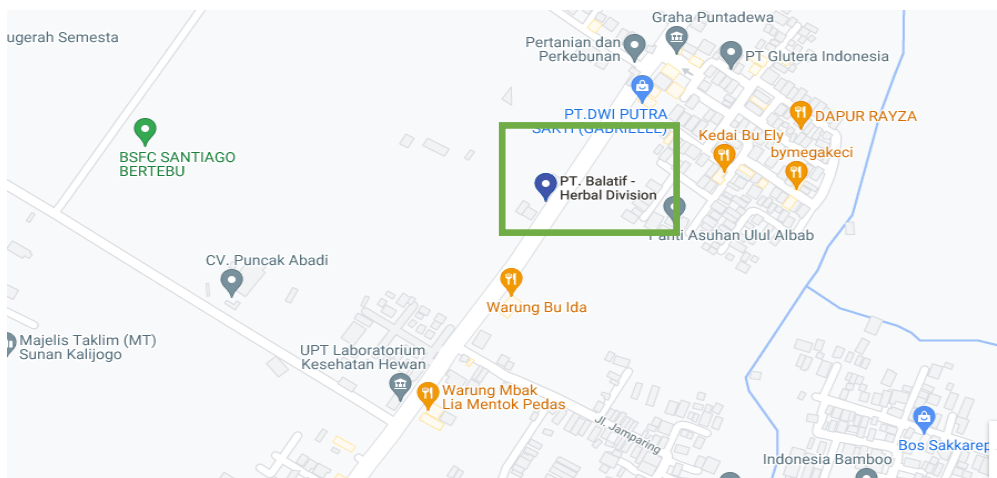 Graha Puntadewa
ugerah Semesta
Pertanian dan
Perkebunan
PT Glutera Indonesia
PT.DWI PUTRA
SAKTI (GABRIELLE)
DAPUR RAYZA
Kedai Bu Ely
bymegakeci
BSFC SANTIAGO
BERTEBU
PT. Balatif -
Herbal Division
Panti Asuhan Ulul Albab
CV. Puncak Abadi
Warung Bu Ida
Majelis Taklim (MT)
Sunan Kalijogo
UPT Laboratorium
Kesehatan Hewan
Warung Mbak
Lia Mentok Pedas
Jl. Jamparing
Bos Sakkarep
Indonesia Bamboo